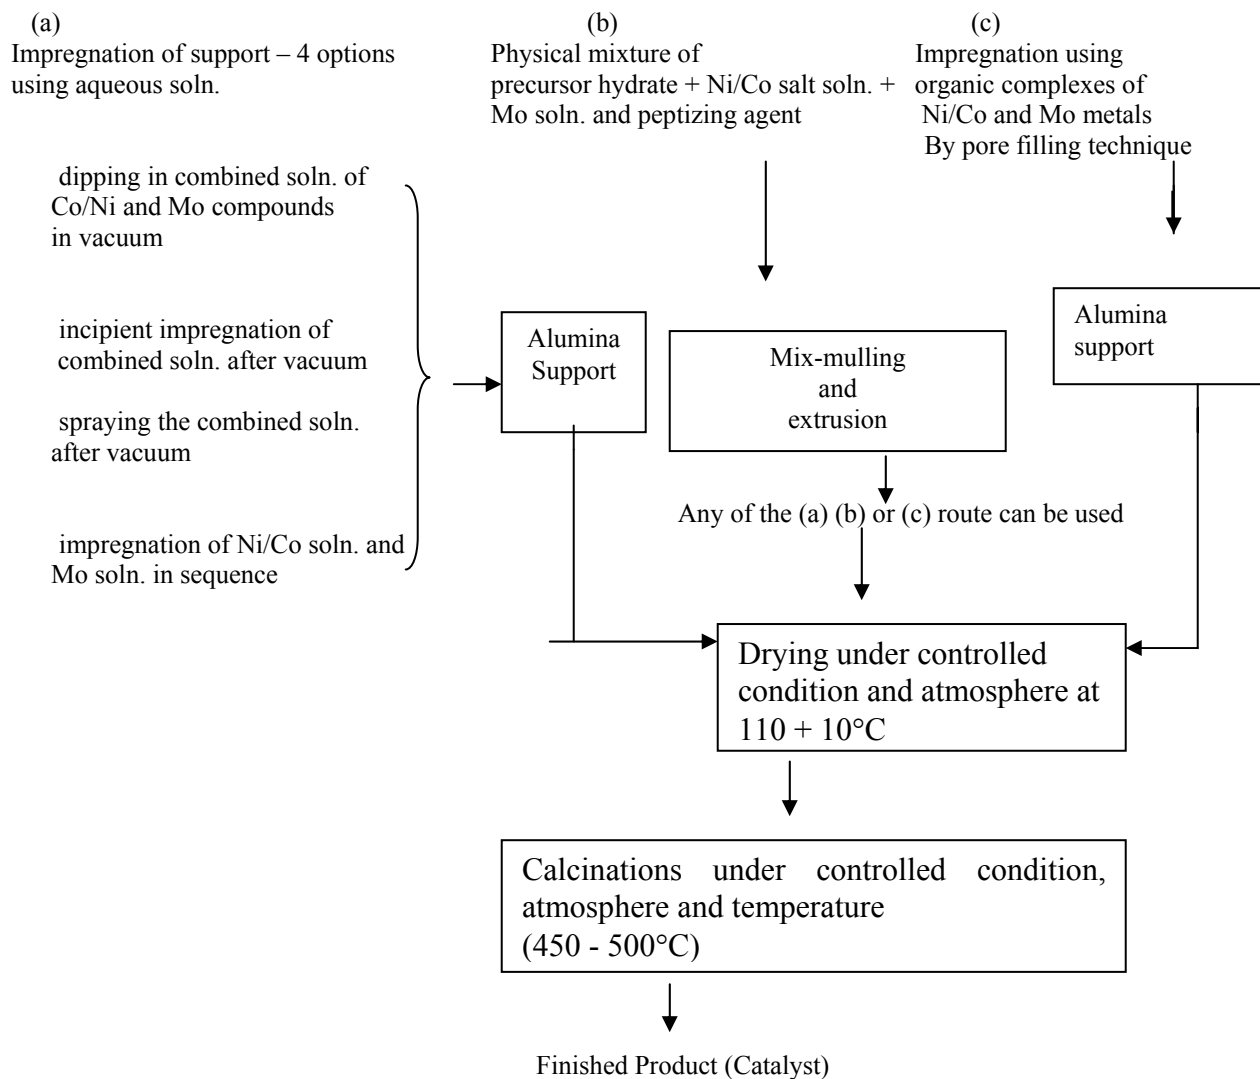 (a)
Impregnation of support – 4 options
using aqueous soln.
(b)
Physical mixture of
precursor hydrate + Ni/Co salt soln. +
Mo soln. and peptizing agent
(c)
Impregnation using
organic complexes of
Ni/Co and Mo metals
By pore filling technique
dipping in combined soln. of
Co/Ni and Mo compounds
in vacuum
incipient impregnation of
combined soln. after vacuum
spraying the combined soln.
after vacuum
impregnation of Ni/Co soln. and
Mo soln. in sequence
Alumina
Support
Mix-mulling
and
extrusion
Alumina
support
Any of the (a) (b) or (c) route can be used
Drying under controlled
condition and atmosphere at
110 + 10°C
Calcinations under controlled condition,
atmosphere and temperature
(450 - 500°C)
Finished Product (Catalyst)